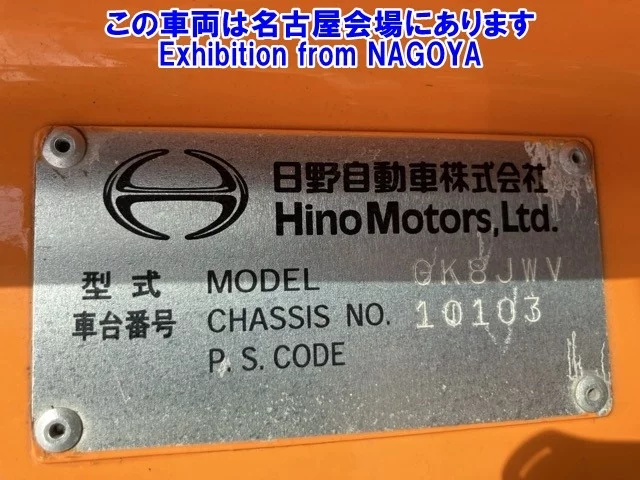 この車両は名古屋会場にあります
Exhibition from NAGOYA
日野自動車株式会社
Hino Motors, Ltd.
型式 MODEL GK8JWV
車台番号 CHASSIS NO. 10103
P. S. CODE